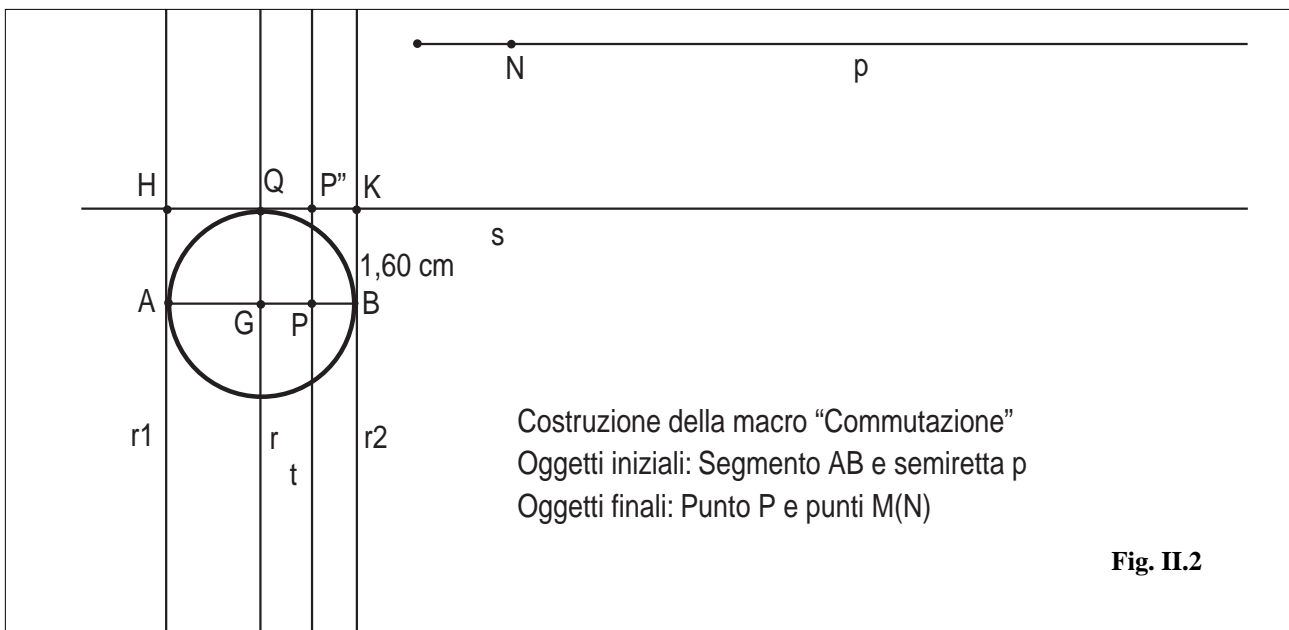 N
p
H Q P” K
s
1,60 cm
A G P B
r1 r t r2
Costruzione della macro “Commutazione”
Oggetti iniziali: Segmento AB e semiretta p
Oggetti finali: Punto P e punti M(N)
Fig. II.2